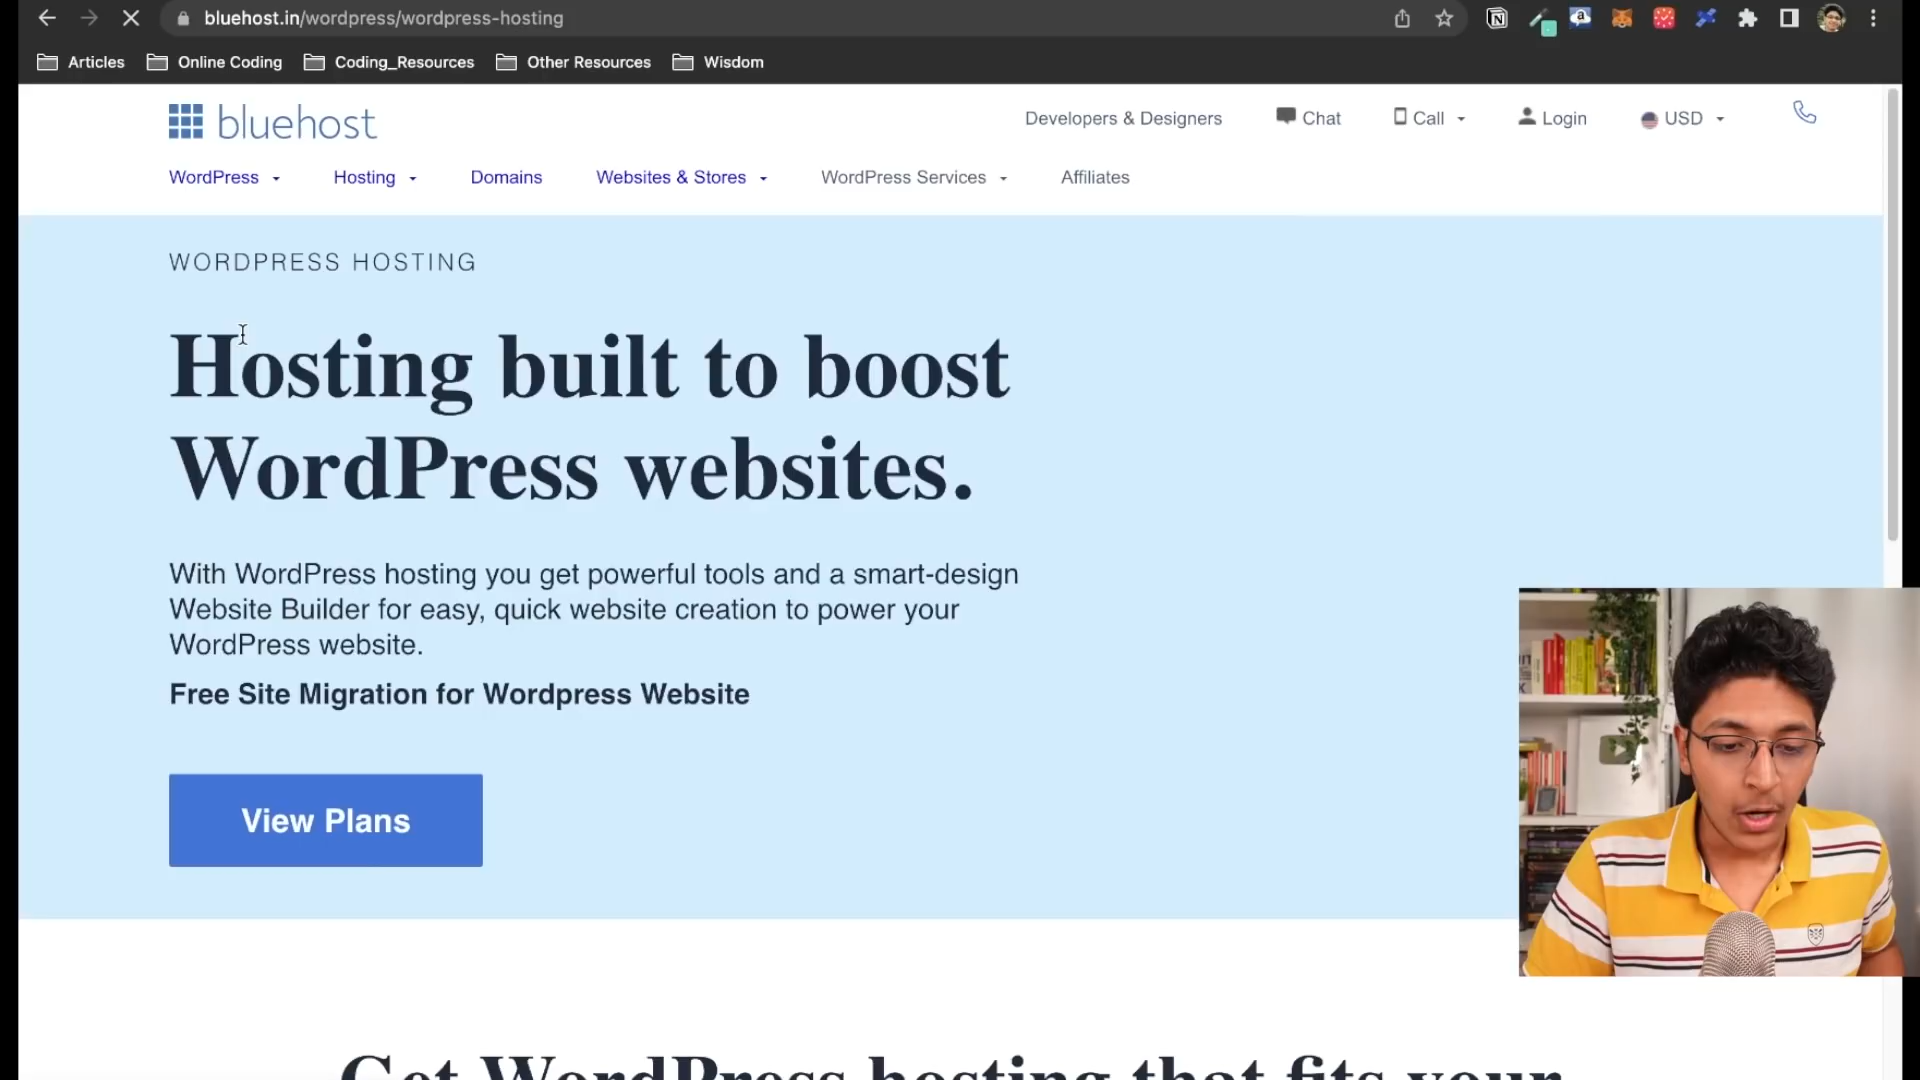 bluehost.in/wordpress/wordpress-hosting
Articles
Online Coding
Coding_Resources
Other Resources
Wisdom
bluehost
Developers & Designers
Chat
Call
Login
USD
WordPress
Hosting
Domains
Websites & Stores
WordPress Services
Affiliates
WORDPRESS HOSTING
Hosting built to boost
WordPress websites.
With WordPress hosting you get powerful tools and a smart-design
Website Builder for easy, quick website creation to power your
WordPress website.
Free Site Migration for Wordpress Website
View Plans
Get WordPress hosting that fits your